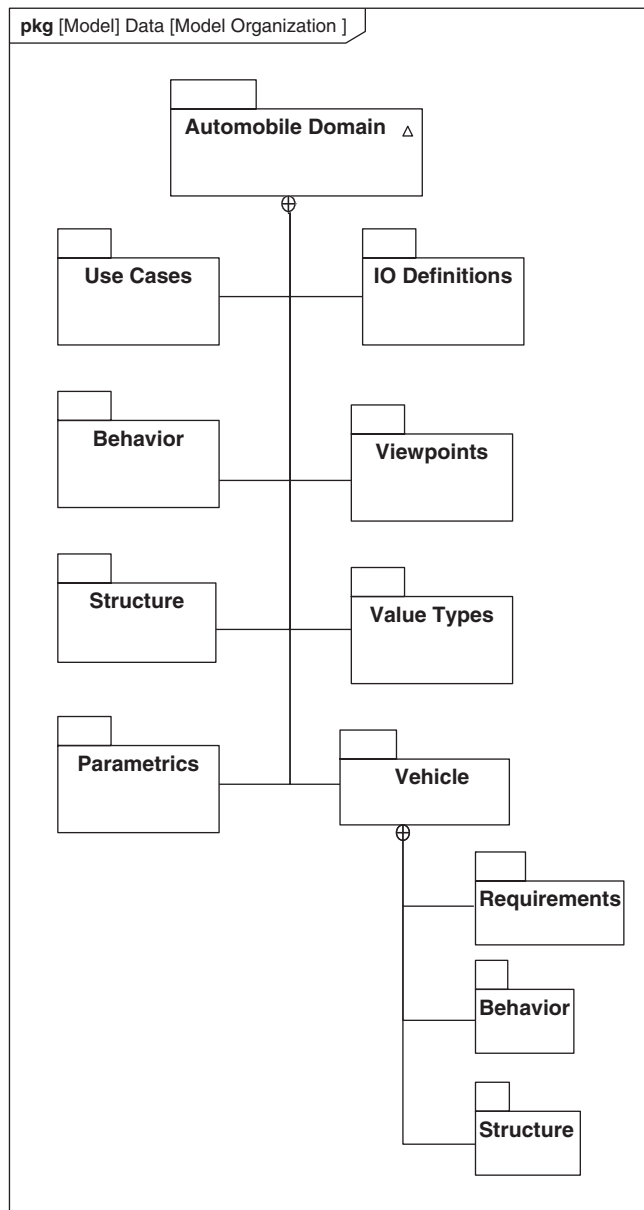 pkg [Model] Data [Model Organization ]
Automobile Domain
Use Cases
IO Definitions
Behavior
Viewpoints
Structure
Value Types
Parametrics
Vehicle
Requirements
Behavior
Structure